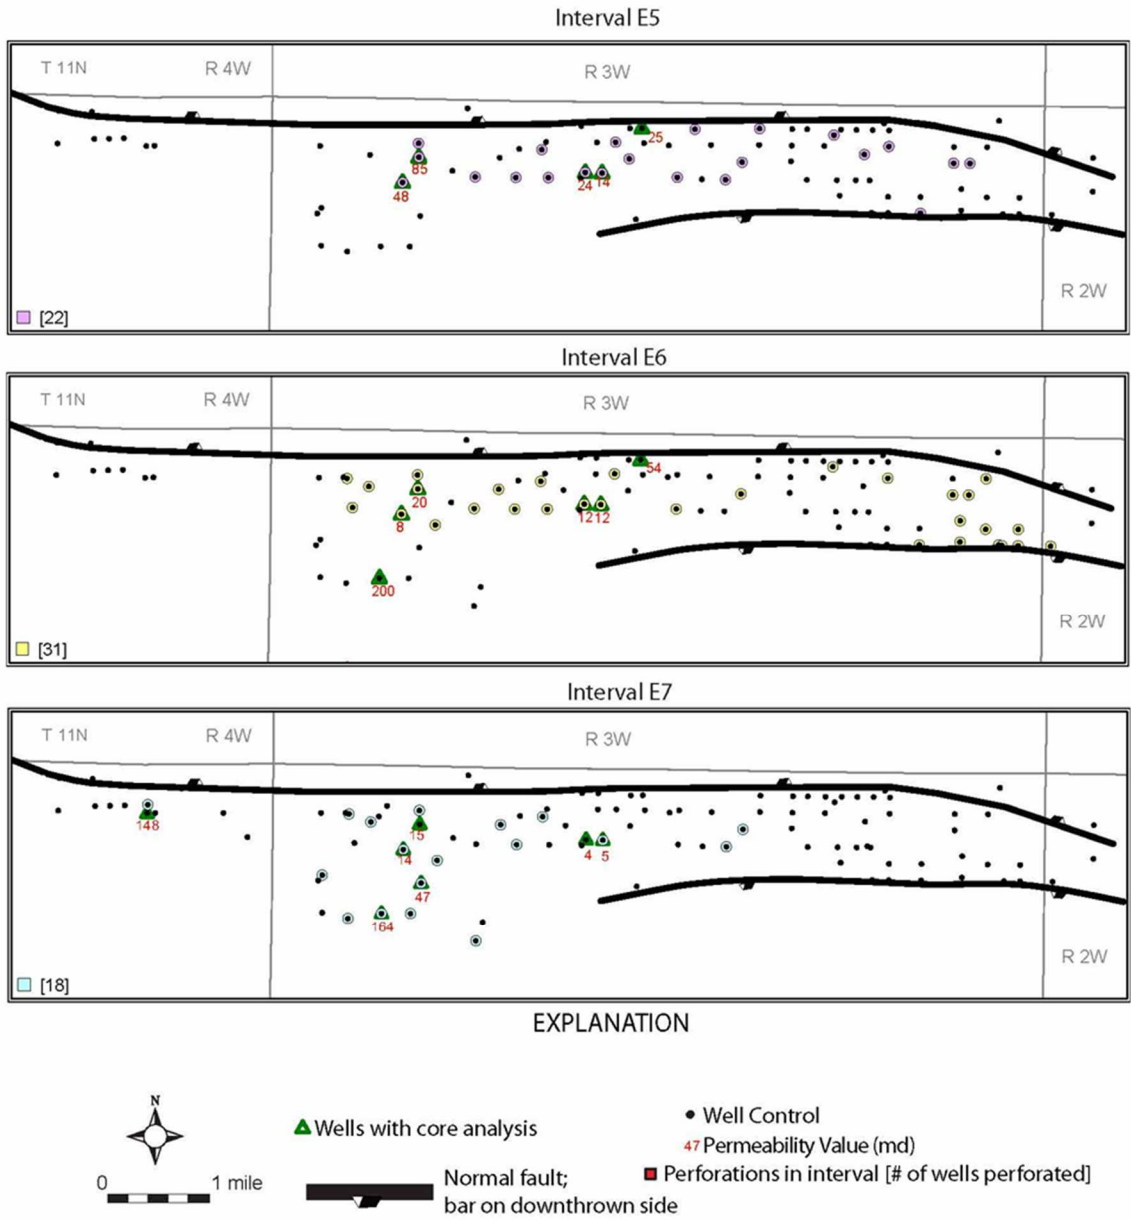 Interval E5
T 11N R 4W R 3W
25
85
24 14
48
R 2W
[22]
Interval E6
T 11N R 4W R 3W
54
20
8 12 12
200
R 2W
[31]
Interval E7
T 11N R 4W R 3W
148
15
14 4 5
47
164
R 2W
[18]
EXPLANATION
N
0 1 mile
Wells with core analysis
Normal fault;
bar on downthrown side
Well Control
47 Permeability Value (md)
Perforations in interval [# of wells perforated]